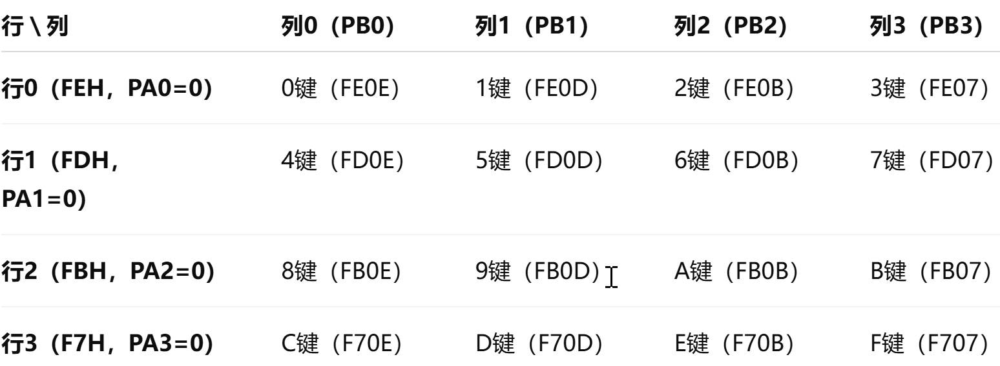 行 \ 列 列0（PB0） 列1（PB1） 列2（PB2） 列3（PB3）
行0（FEH，PA0=0） 0键（FE0E） 1键（FE0D） 2键（FE0B） 3键（FE07）
行1（FDH， 4键（FD0E） 5键（FD0D） 6键（FD0B） 7键（FD07）
PA1=0）
行2（FBH，PA2=0） 8键（FB0E） 9键（FB0D） A键（FB0B） B键（FB07）
行3（F7H，PA3=0） C键（F70E） D键（F70D） E键（F70B） F键（F707）